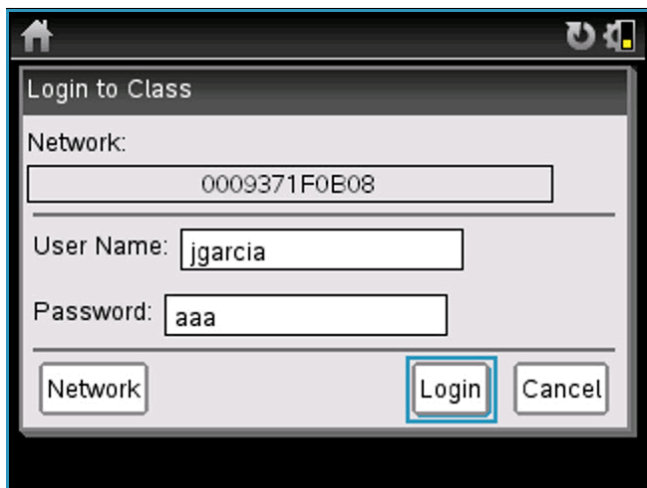 Login to Class
Network:
0009371F0B08
User Name: jgarcia
Password: aaa
Network Login Cancel